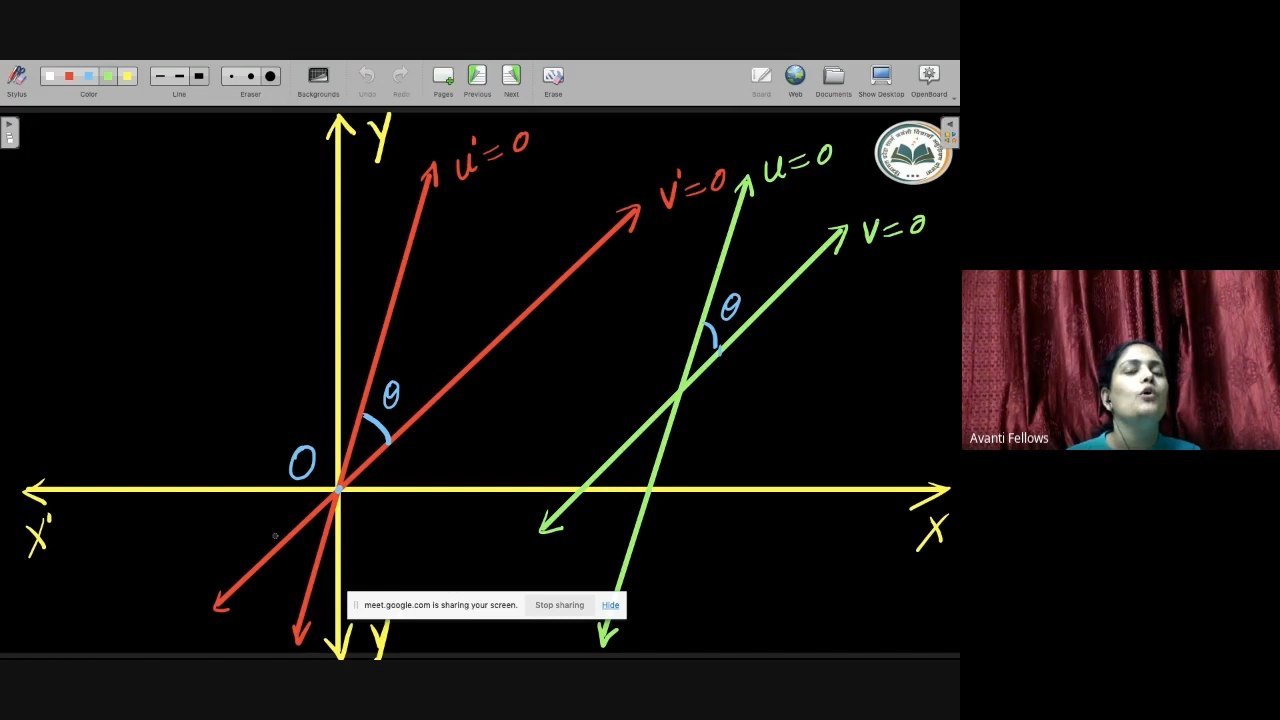 Stylus
Color
Line
Eraser
Backgrounds
Undo
Redo
Pages
Previous
Next
Erase
Board
Web
Documents
Show Desktop
OpenBoard
y
u'=0
v'=0
u=0
v=0
θ
θ
O
x'
x
meet.google.com is sharing your screen.
Stop sharing
Hide
y
Avanti Fellows